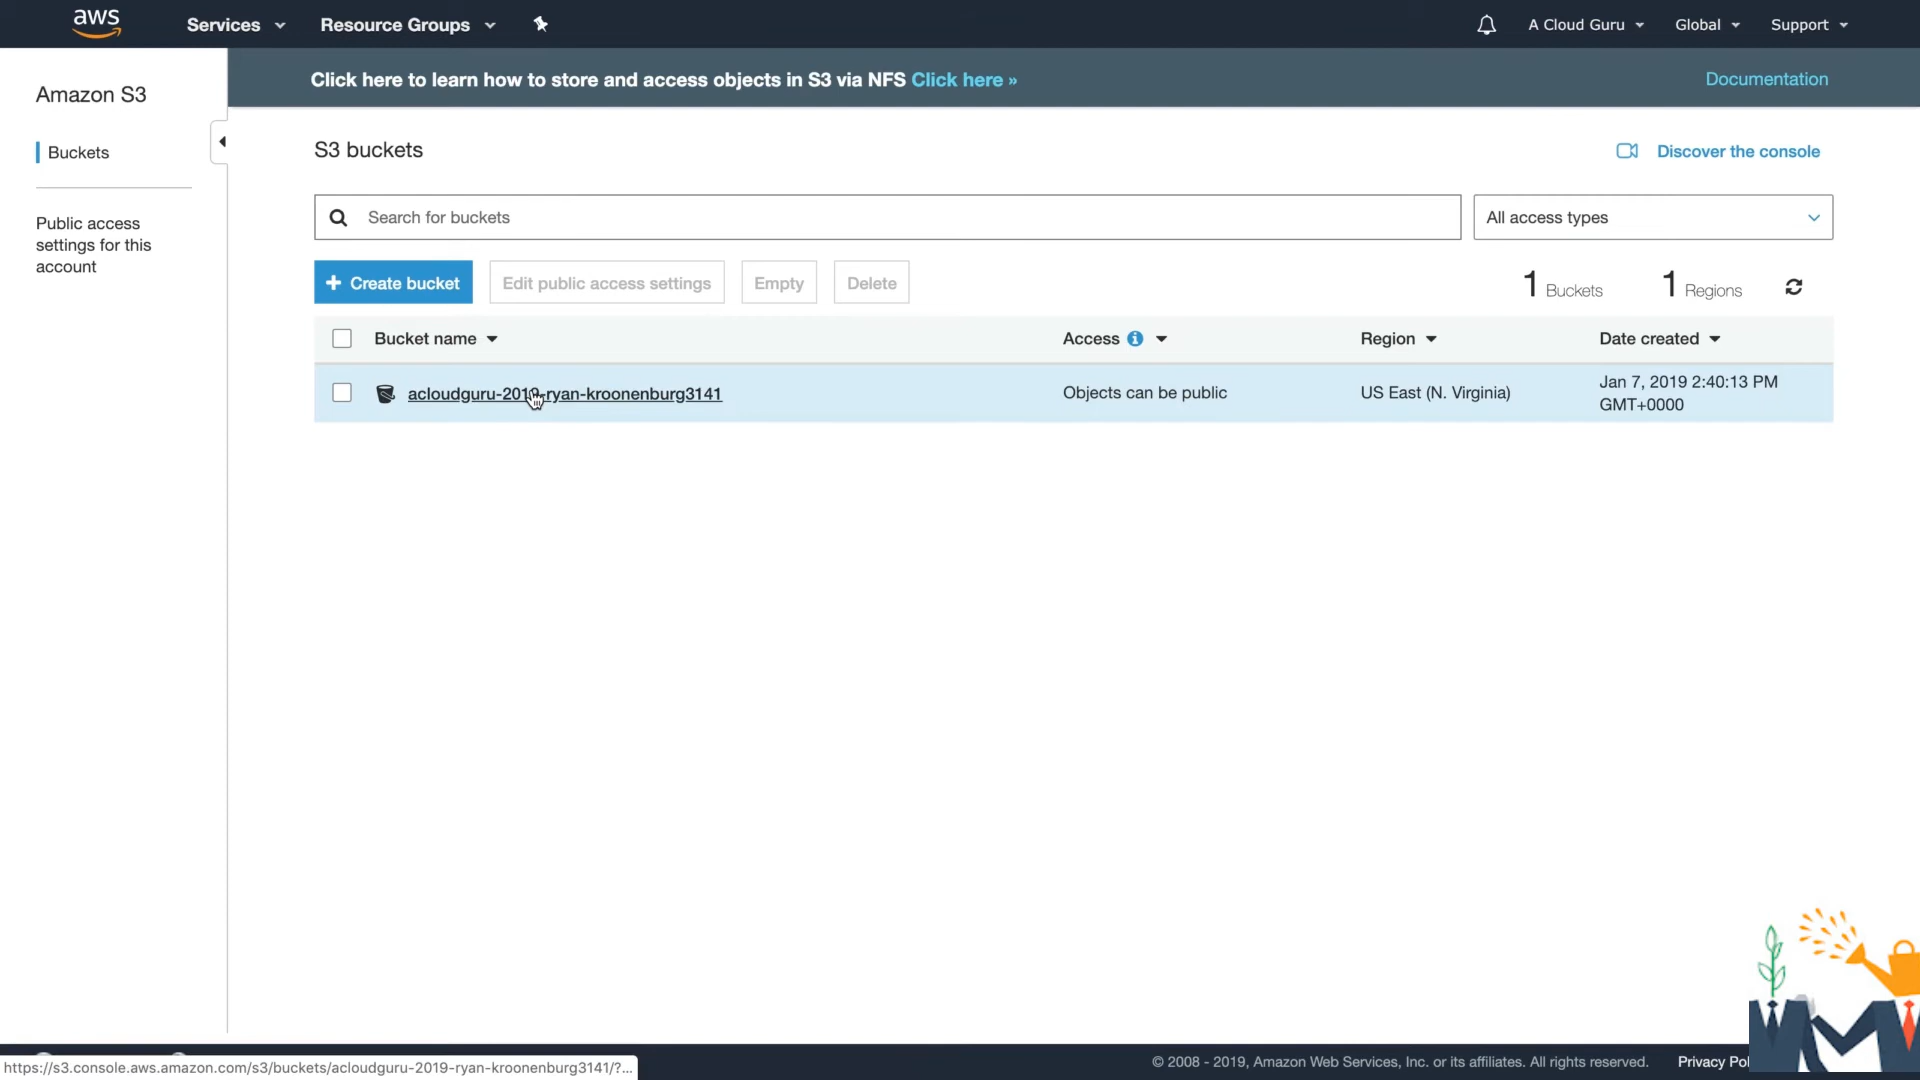 aws
Services
Resource Groups
A Cloud Guru
Global
Support
Amazon S3
Buckets
Public access
settings for this
account
Click here to learn how to store and access objects in S3 via NFS Click here »
Documentation
S3 buckets
Discover the console
Search for buckets
All access types
+ Create bucket
Edit public access settings
Empty
Delete
1 Buckets
1 Regions
Bucket name
Access
Region
Date created
acloudguru-2019-ryan-kroonenburg3141
Objects can be public
US East (N. Virginia)
Jan 7, 2019 2:40:13 PM
GMT+0000
https://s3.console.aws.amazon.com/s3/buckets/acloudguru-2019-ryan-kroonenburg3141/?...
© 2008 - 2019, Amazon Web Services, Inc. or its affiliates. All rights reserved.
Privacy Pol